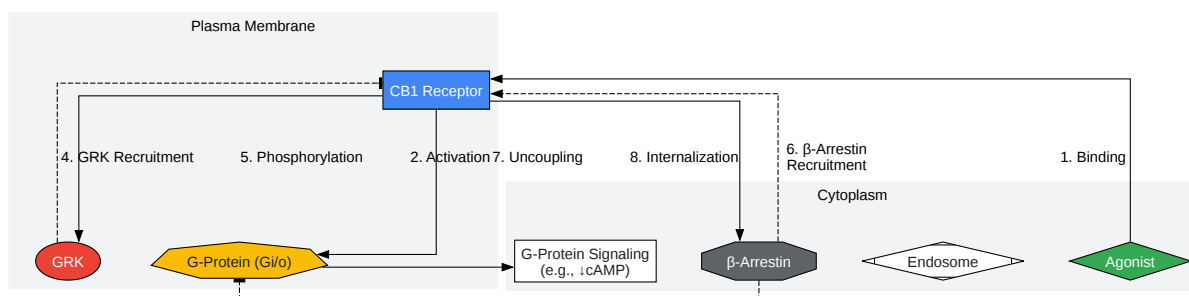 Plasma Membrane
CB1 Receptor
4. GRK Recruitment
5. Phosphorylation
2. Activation
7. Uncoupling
8. Internalization
6. β-Arrestin
Recruitment
1. Binding
Cytoplasm
GRK
G-Protein (Gi/o)
G-Protein Signaling
(e.g., ↓cAMP)
β-Arrestin
Endosome
Agonist